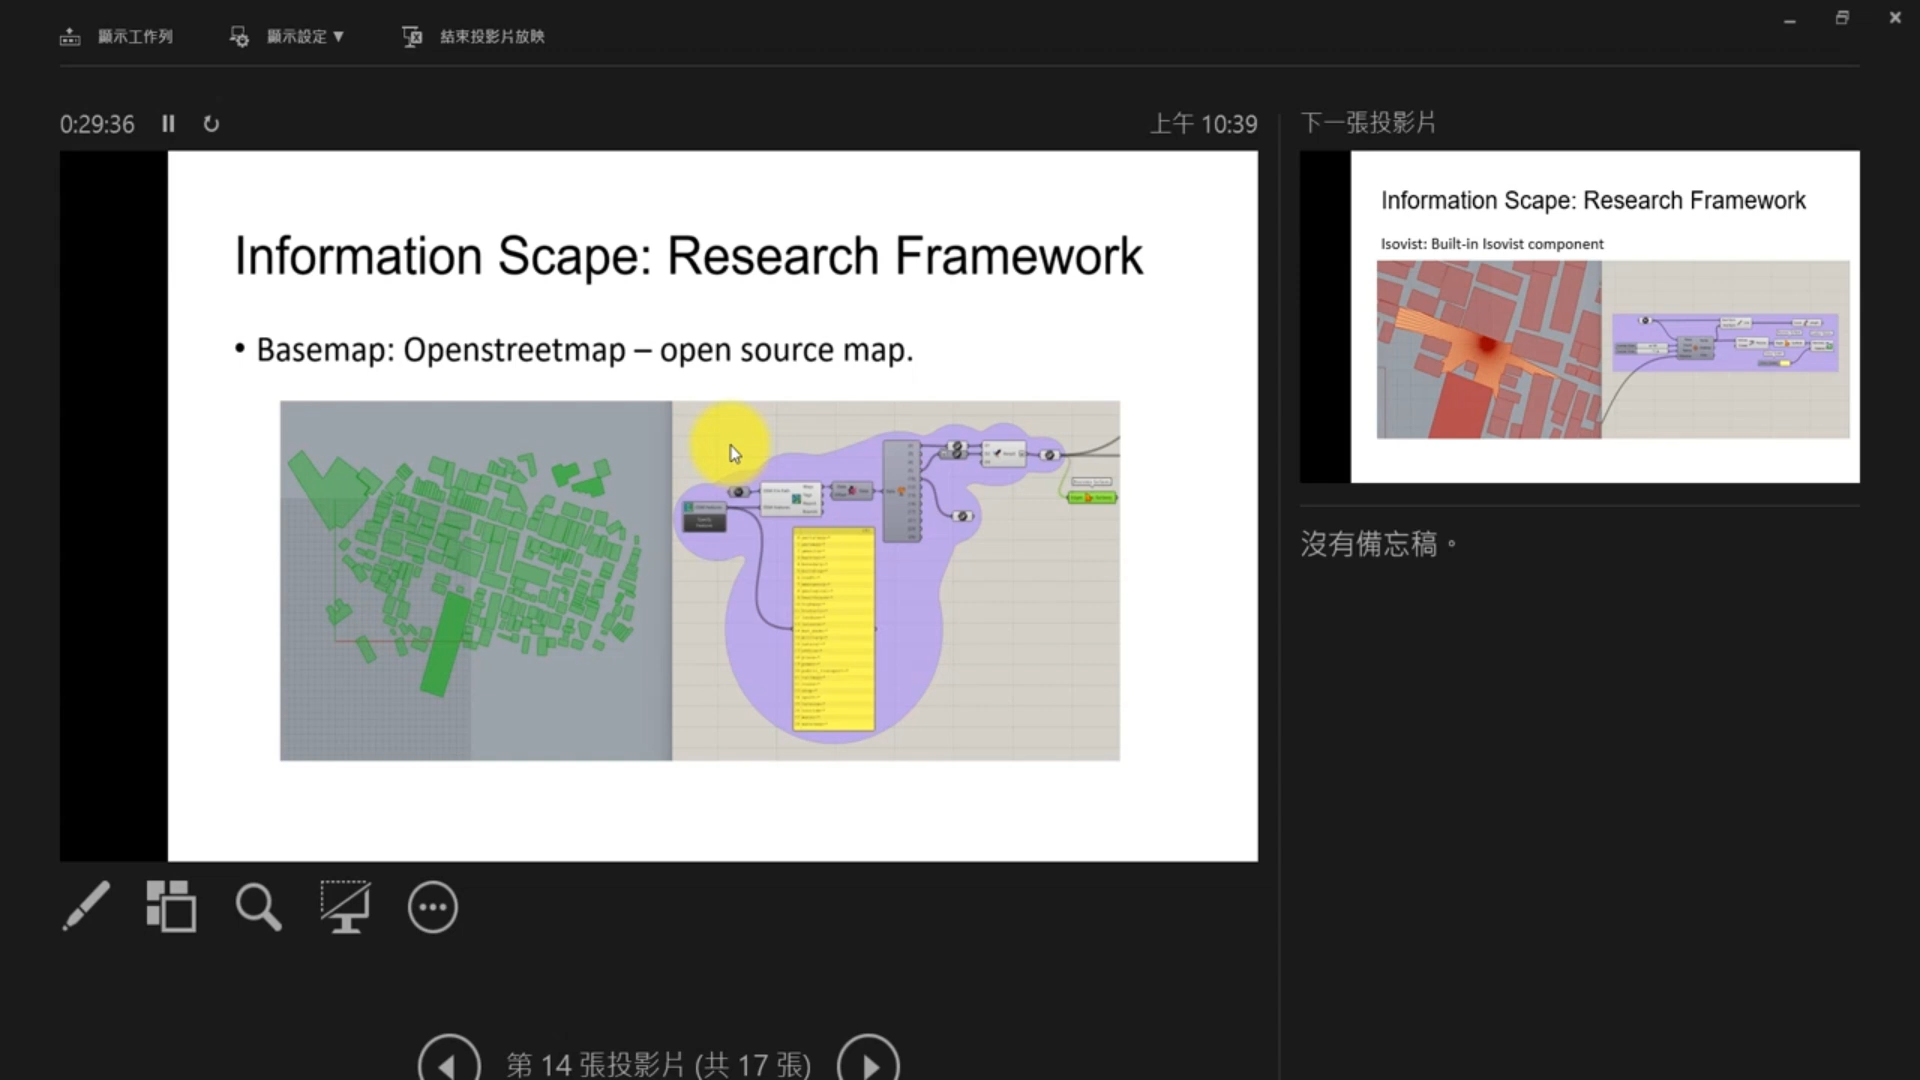 顯示工作列
顯示設定 ▼
結束投影片放映
0:29:36
上午 10:39
下一張投影片
Information Scape: Research Framework
• Basemap: Openstreetmap – open source map.
Information Scape: Research Framework
Isovist: Built-in Isovist component
沒有備忘稿。
第 14 張投影片 (共 17 張)